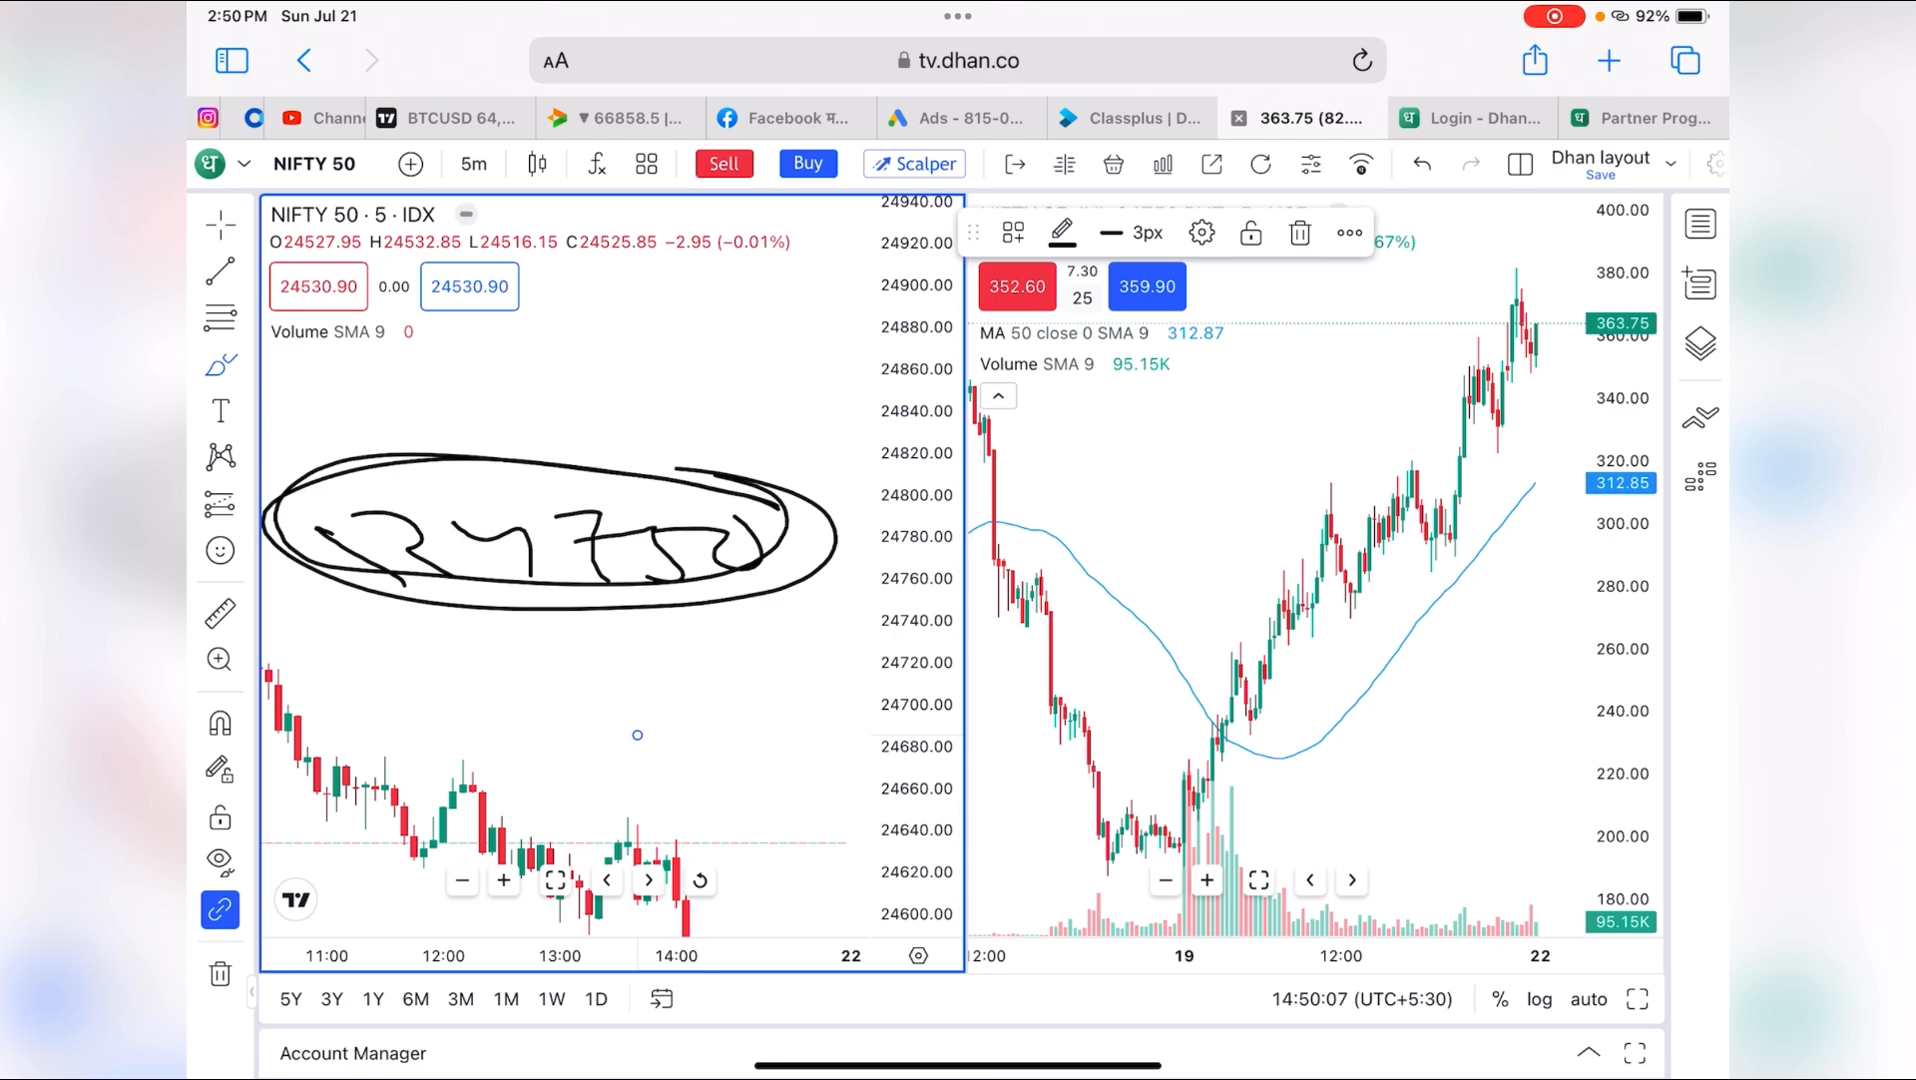 2:50 PM Sun Jul 21
92%
AA
tv.dhan.co
Chann
BTCUSD 64,...
▼ 66858.5 |...
Facebook म...
Ads - 815-0...
Classplus | D...
363.75 (82....
Login - Dhan...
Partner Prog...
ध
NIFTY 50
5m
Sell
Buy
Scalper
Dhan layout
Save
NIFTY 50 · 5 · IDX
O24527.95 H24532.85 L24516.15 C24525.85 −2.95 (−0.01%)
24530.90
0.00
24530.90
Volume SMA 9 0
24750
24940.00
24920.00
24900.00
24880.00
24860.00
24840.00
24820.00
24800.00
24780.00
24760.00
24740.00
24720.00
24700.00
24680.00
24660.00
24640.00
24620.00
24600.00
11:00 12:00 13:00 14:00 22
3px
67%)
352.60
7.30
25
359.90
MA 50 close 0 SMA 9 312.87
Volume SMA 9 95.15K
400.00
380.00
363.75
360.00
340.00
320.00
312.85
300.00
280.00
260.00
240.00
220.00
200.00
180.00
95.15K
2:00 19 12:00 22
5Y 3Y 1Y 6M 3M 1M 1W 1D
14:50:07 (UTC+5:30)
% log auto
Account Manager